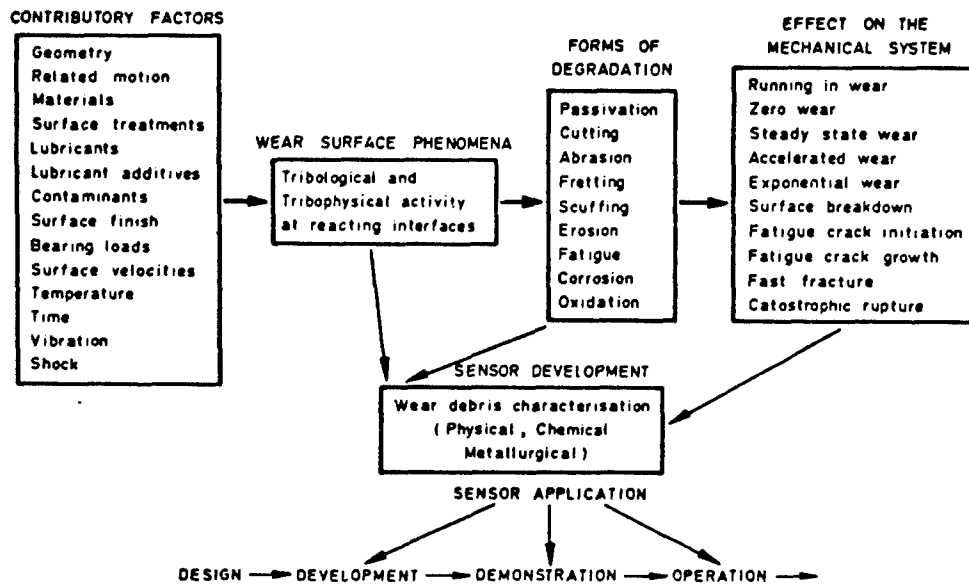 CONTRIBUTORY FACTORS
Geometry
Related motion
Materials
Surface treatments
Lubricants
Lubricant additives
Contaminants
Surface finish
Bearing loads
Surface velocities
Temperature
Time
Vibration
Shock
WEAR SURFACE PHENOMENA
Tribological and
Tribophysical activity
at reacting interfaces
FORMS OF
DEGRADATION
Passivation
Cutting
Abrasion
Fretting
Scuffing
Erosion
Fatigue
Corrosion
Oxidation
EFFECT ON THE
MECHANICAL SYSTEM
Running in wear
Zero wear
Steady state wear
Accelerated wear
Exponential wear
Surface breakdown
Fatigue crack initiation
Fatigue crack growth
Fast fracture
Catostrophic rupture
SENSOR DEVELOPMENT
Wear debris characterisation
( Physical , Chemical
Metallurgical )
SENSOR APPLICATION
DESIGN DEVELOPMENT DEMONSTRATION OPERATION